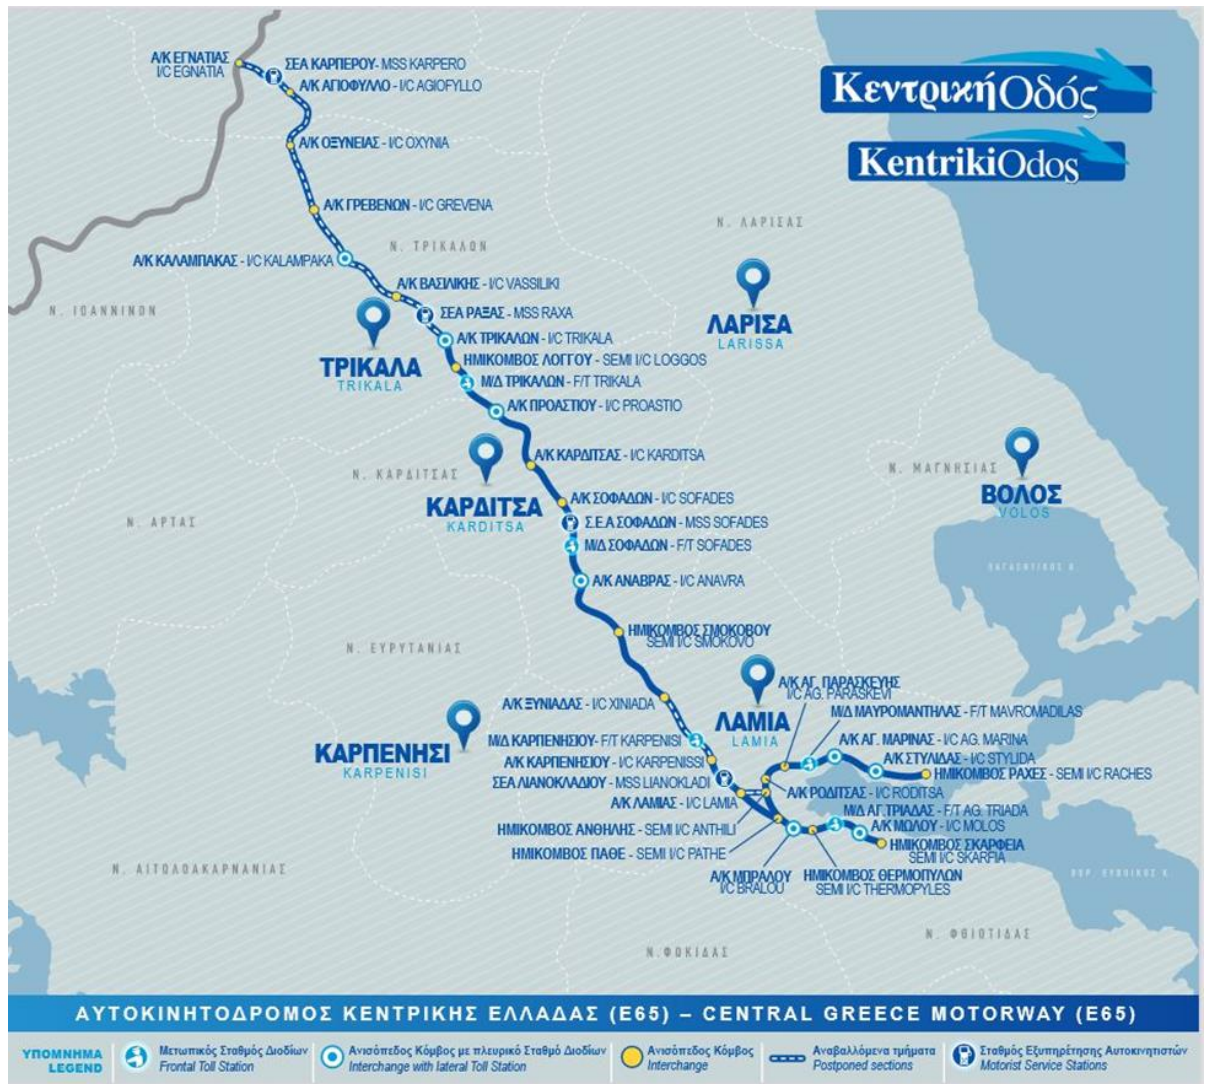 Α/Κ ΕΓΝΑΤΙΑΣ
I/C EGNATIA
ΣΕΑ ΚΑΡΠΕΡΟΥ- MSS KARPERO
Α/Κ ΑΓΙΟΦΥΛΛΟ - I/C AGIOFYLLO
ΚεντρικήΟδός
KentrikiOdos
Α/Κ ΟΞΥΝΕΙΑΣ - I/C OXYNIA
Α/Κ ΓΡΕΒΕΝΩΝ - I/C GREVENA
Ν. ΛΑΡΙΣΑΣ
Ν. ΤΡΙΚΑΛΩΝ
Α/Κ ΚΑΛΑΜΠΑΚΑΣ - I/C KALAMPAKA
Α/Κ ΒΑΣΙΛΙΚΗΣ - I/C VASSILIKI
Ν. ΙΩΑΝΝΙΝΩΝ
ΣΕΑ ΡΑΞΑΣ - MSS RAXA
ΛΑΡΙΣΑ
LARISSA
Α/Κ ΤΡΙΚΑΛΩΝ - I/C TRIKALA
ΤΡΙΚΑΛΑ
TRIKALA
ΗΜΙΚΟΜΒΟΣ ΛΟΓΓΟΥ - SEMI I/C LOGGOS
Μ/Δ ΤΡΙΚΑΛΩΝ - F/T TRIKALA
Α/Κ ΠΡΟΑΣΤΙΟΥ - I/C PROASTIO
Α/Κ ΚΑΡΔΙΤΣΑΣ - I/C KARDITSA
Ν. ΚΑΡΔΙΤΣΑΣ
Ν. ΜΑΓΝΗΣΙΑΣ
ΚΑΡΔΙΤΣΑ
KARDITSA
ΒΟΛΟΣ
VOLOS
Α/Κ ΣΟΦΑΔΩΝ - I/C SOFADES
Ν. ΑΡΤΑΣ
Σ.Ε.Α ΣΟΦΑΔΩΝ - MSS SOFADES
Μ/Δ ΣΟΦΑΔΩΝ - F/T SOFADES
ΠΑΓΑΣΗΤΙΚΟΣ Κ.
Α/Κ ΑΝΑΒΡΑΣ - I/C ANAVRA
ΗΜΙΚΟΜΒΟΣ ΣΜΟΚΟΒΟΥ
SEMI I/C SMOKOVO
Ν. ΕΥΡΥΤΑΝΙΑΣ
Α/Κ ΑΓ. ΠΑΡΑΣΚΕΥΗΣ
I/C AG. PARASKEVI
Α/Κ ΞΥΝΙΑΔΑΣ - I/C XINIADA
ΛΑΜΙΑ
LAMIA
Μ/Δ ΜΑΥΡΟΜΑΝΤΗΛΑΣ - F/T MAVROMADILAS
ΚΑΡΠΕΝΗΣΙ
KARPENISI
Μ/Δ ΚΑΡΠΕΝΗΣΙΟΥ- F/T KARPENISI
Α/Κ ΑΓ. ΜΑΡΙΝΑΣ - I/C AG. MARINA
Α/Κ ΚΑΡΠΕΝΗΣΙΟΥ - I/C KARPENISSI
Α/Κ ΣΤΥΛΙΔΑΣ - I/C STYLIDA
ΣΕΑ ΛΙΑΝΟΚΛΑΔΙΟΥ - MSS LIANOKLADI
ΗΜΙΚΟΜΒΟΣ ΡΑΧΕΣ - SEMI I/C RACHES
Α/Κ ΛΑΜΙΑΣ - I/C LAMIA
Α/Κ ΡΟΔΙΤΣΑΣ - I/C RODITSA
Μ/Δ ΑΓ.ΤΡΙΑΔΑΣ - F/T AG. TRIADA
ΗΜΙΚΟΜΒΟΣ ΑΝΘΗΛΗΣ - SEMI I/C ANTHILI
Α/Κ ΜΩΛΟΥ - I/C MOLOS
ΗΜΙΚΟΜΒΟΣ ΠΑΘΕ - SEMI I/C PATHE
ΗΜΙΚΟΜΒΟΣ ΣΚΑΡΦΕΙΑ
SEMI I/C SKARFIA
Α/Κ ΜΠΡΑΛΟΥ
I/C BRALOU
ΗΜΙΚΟΜΒΟΣ ΘΕΡΜΟΠΥΛΩΝ
SEMI I/C THERMOPYLES
Ν. ΑΙΤΩΛΟΑΚΑΡΝΑΝΙΑΣ
Ν. ΦΘΙΩΤΙΔΑΣ
Ν.ΦΩΚΙΔΑΣ
ΑΥΤΟΚΙΝΗΤΟΔΡΟΜΟΣ ΚΕΝΤΡΙΚΗΣ ΕΛΛΑΔΑΣ (Ε65) – CENTRAL GREECE MOTORWAY (E65)
ΥΠΟΜΝΗΜΑ
LEGEND
Μετωπικός Σταθμός Διοδίων
Frontal Toll Station
Ανισόπεδος Κόμβος με πλευρικό Σταθμό Διοδίων
Interchange with lateral Toll Station
Ανισόπεδος Κόμβος
Interchange
Αναβαλλόμενα τμήματα
Postponed sections
Σταθμός Εξυπηρέτησης Αυτοκινητιστών
Motorist Service Stations